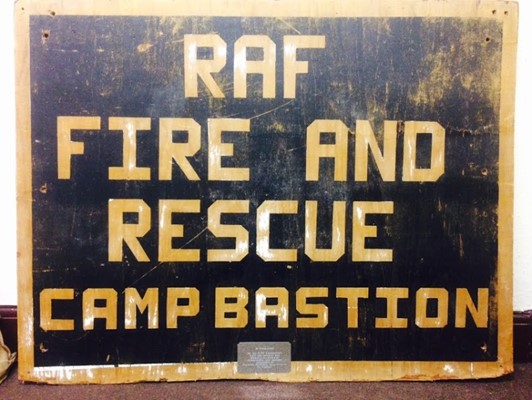 RAF
FIRE AND
RESCUE
CAMP BASTION